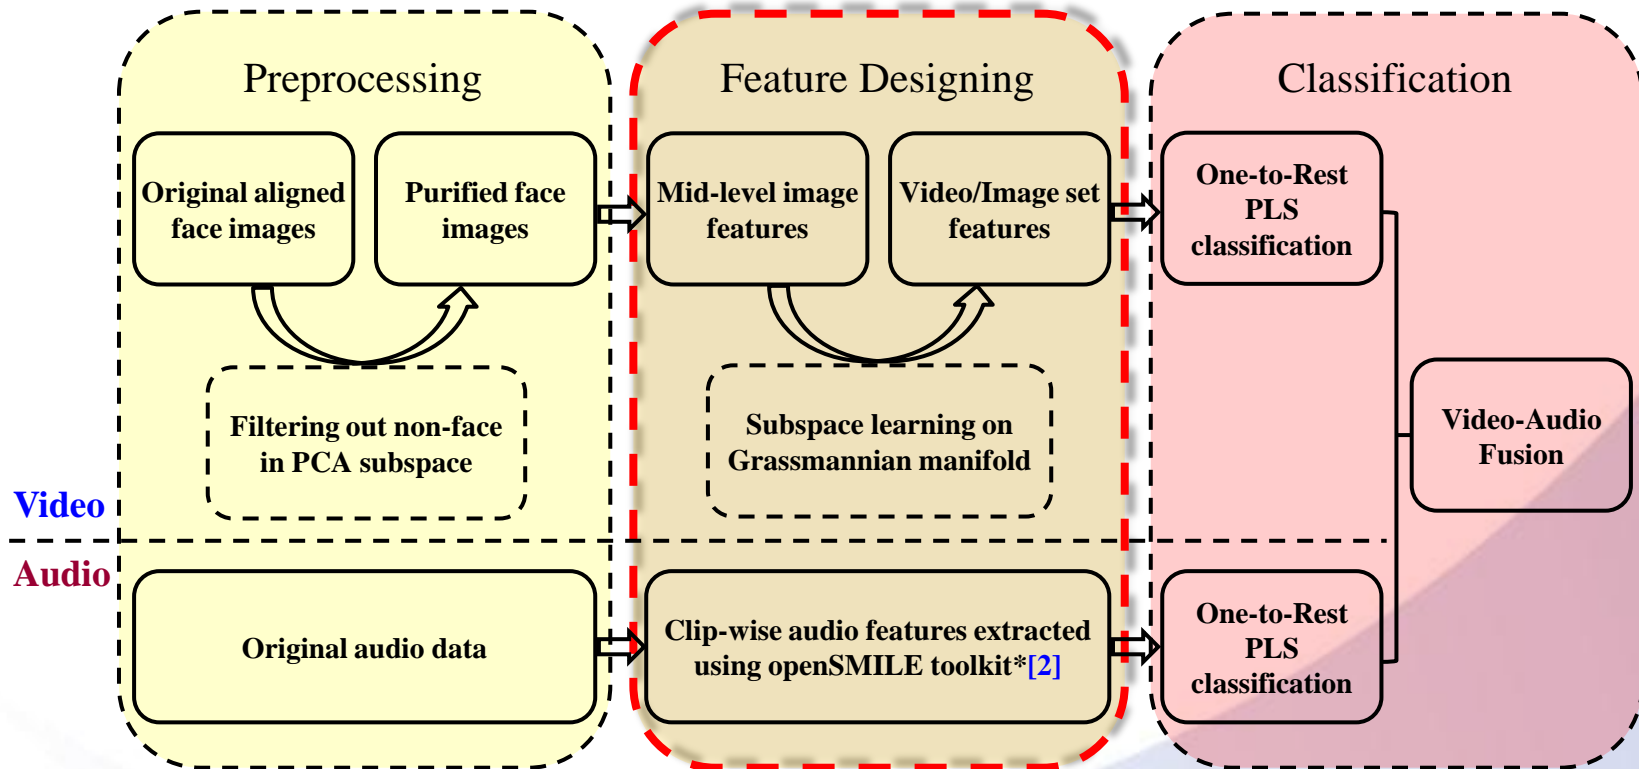 Preprocessing
Feature Designing
Classification
Original aligned
face images
Purified face
images
Mid-level image
features
Video/Image set
features
One-to-Rest
PLS
classification
Filtering out non-face
in PCA subspace
Subspace learning on
Grassmannian manifold
Video-Audio
Fusion
Video
Audio
Original audio data
Clip-wise audio features extracted
using openSMILE toolkit*[2]
One-to-Rest
PLS
classification